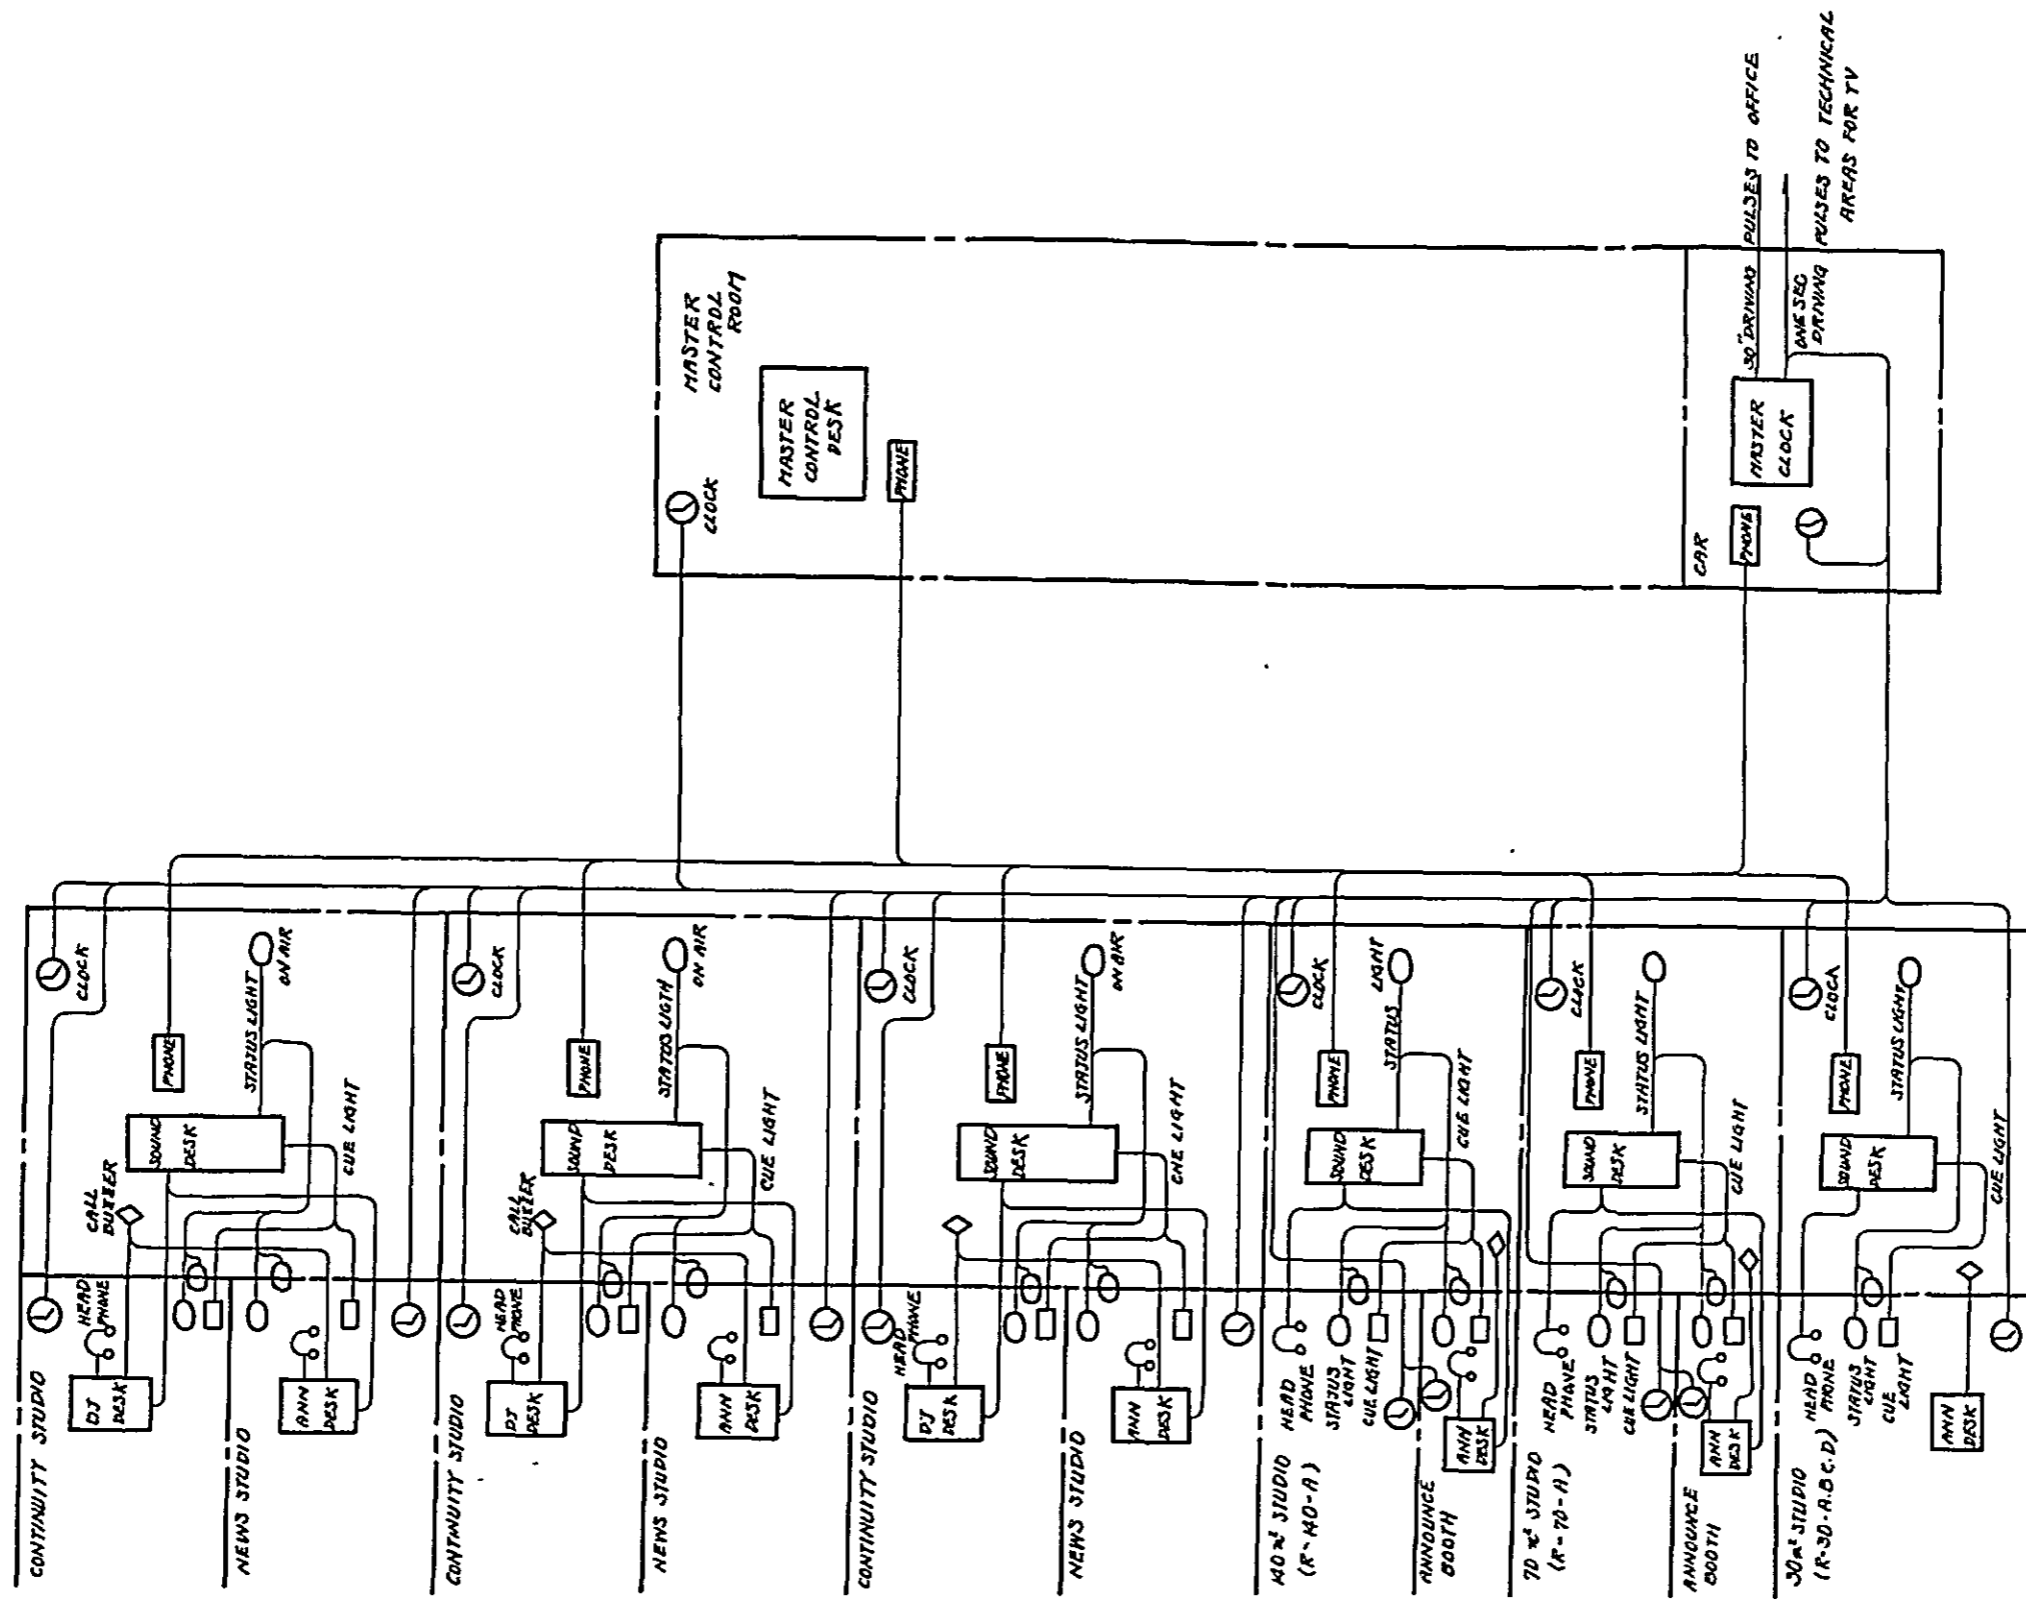 CONTINUITY STUDIO
HEAD
PHONE
DJ
DESK
CALL
BUZZER
CLOCK
PHONE
SOUND
DESK
STATUS LIGHT
ON AIR
CUE LIGHT
NEWS STUDIO
ANN
DESK
CONTINUITY STUDIO
HEAD
PHONE
DJ
DESK
CALL
BUZZER
CLOCK
PHONE
SOUND
DESK
STATUS LIGTH
ON AIR
CUE LIGHT
NEWS STUDIO
ANN
DESK
CONTINUITY STUDIO
HEAD
PHONE
DJ
DESK
CLOCK
PHONE
SOUND
DESK
STATUS LIGHT
ON AIR
CUE LIGHT
NEWS STUDIO
ANN
DESK
140 m² STUDIO
(R-140-A)
HEAD
PHONE
STATUS
LIGHT
CUE LIGHT
CLOCK
PHONE
SOUND
DESK
STATUS LIGHT
CUE LIGHT
ANNOUNCE
BOOTH
ANN
DESK
70 m² STUDIO
(R-70-A)
HEAD
PHONE
STATUS
LIGHT
CUE LIGHT
CLOCK
PHONE
SOUND
DESK
STATUS LIGHT
CUE LIGHT
ANNOUNCE
BOOTH
ANN
DESK
30 m² STUDIO
(R-30-A.B.C.D)
HEAD
PHONE
STATUS
LIGHT
CUE
LIGHT
CLOCK
PHONE
SOUND
DESK
STATUS LIGHT
CUE LIGHT
ANN
DESK
MASTER
CONTROL
ROOM
MASTER
CONTROL
DESK
CLOCK
PHONE
CAR
PHONE
MASTER
CLOCK
30" DRIVING PULSES TO OFFICE
ONE SEC
DRIVING PULSES TO TECHNICAL
AREAS FOR TV